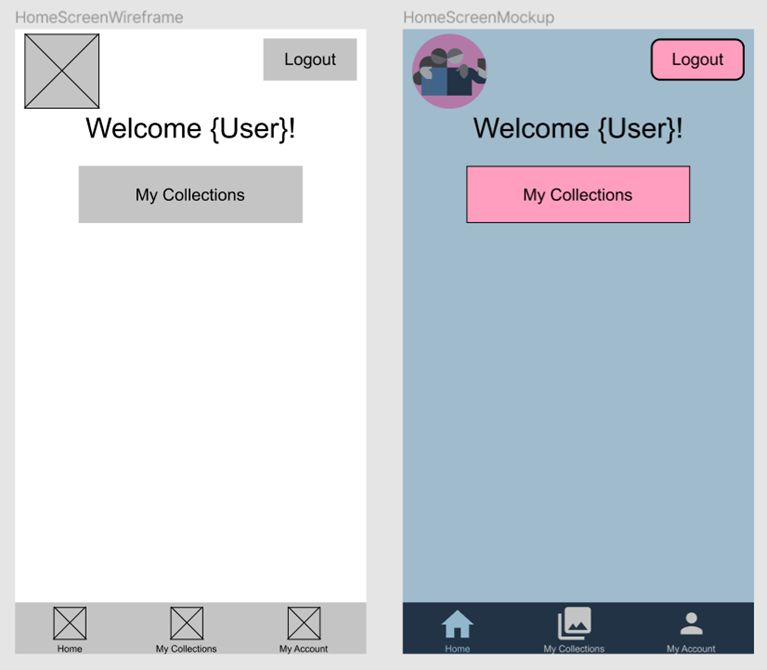 HomeScreenWireframe
Logout
Welcome {User}!
My Collections
Home
My Collections
My Account
HomeScreenMockup
Logout
Welcome {User}!
My Collections
Home
My Collections
My Account